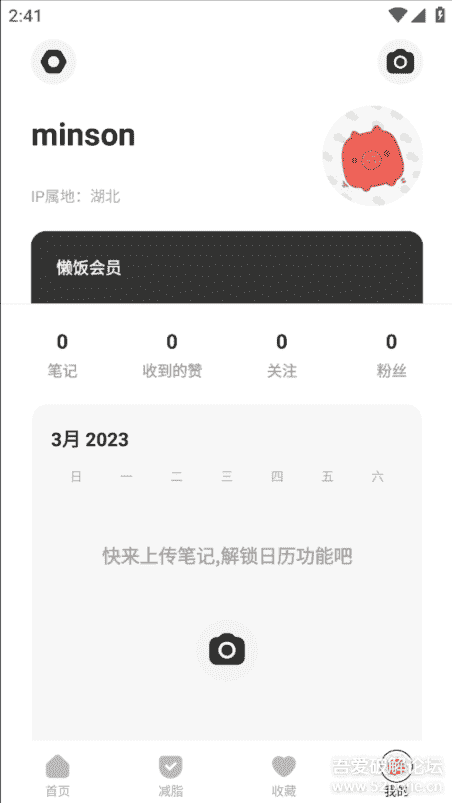 2:41
minson
IP属地：湖北
懒饭会员
0 0 0 0
笔记 收到的赞 关注 粉丝
3月 2023
日 一 二 三 四 五 六
快来上传笔记,解锁日历功能吧
首页 减脂 收藏 我的
吾爱破解论坛
www.52pojie.cn